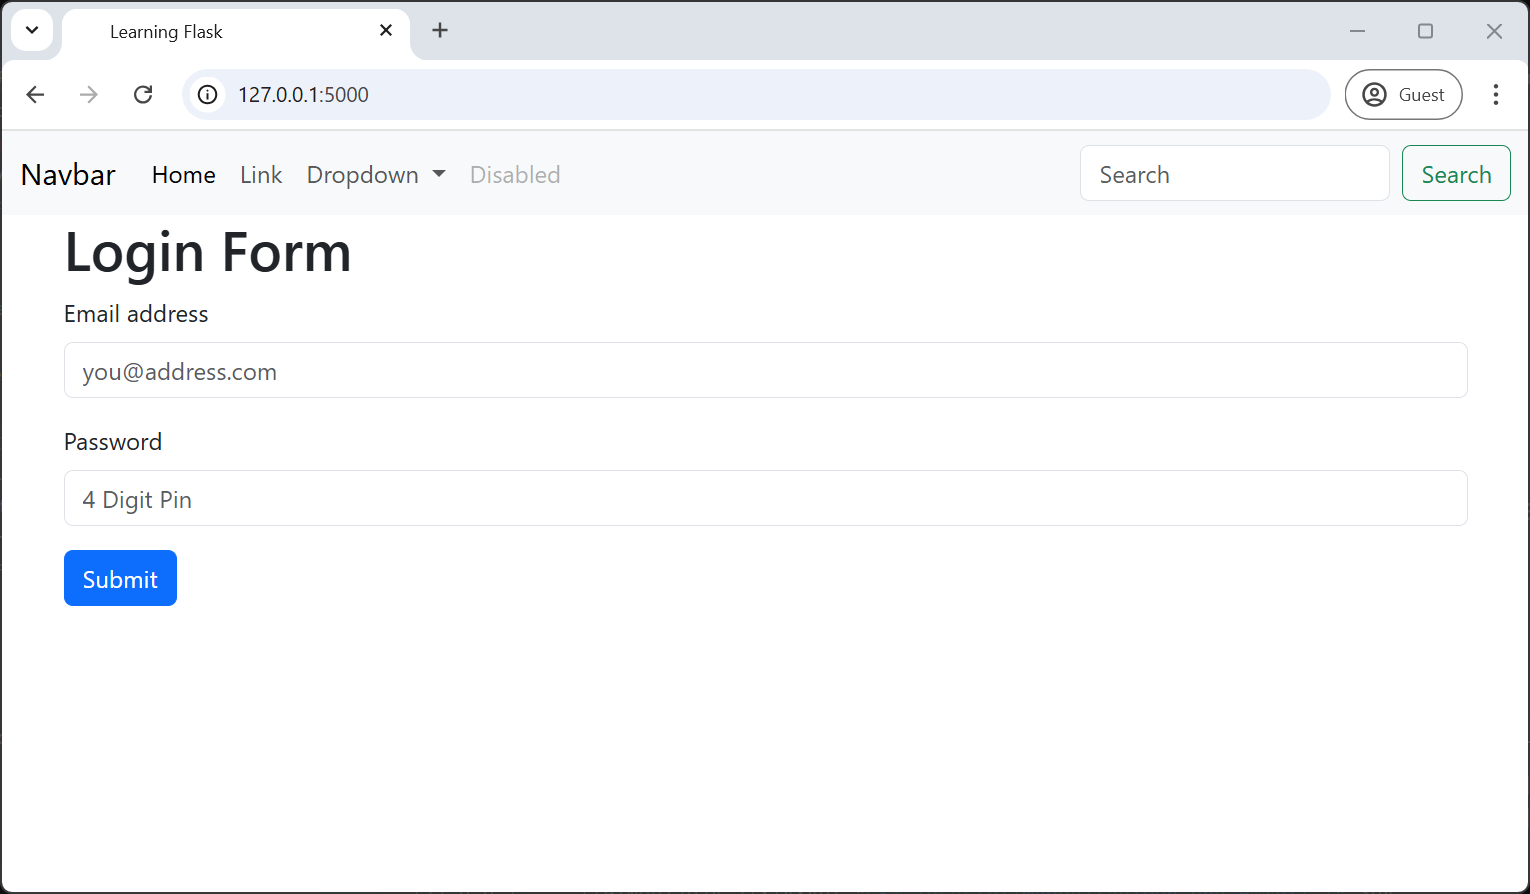 Learning Flask
127.0.0.1:5000
Guest
Navbar Home Link Dropdown Disabled Search Search
Login Form
Email address
you@address.com
Password
4 Digit Pin
Submit